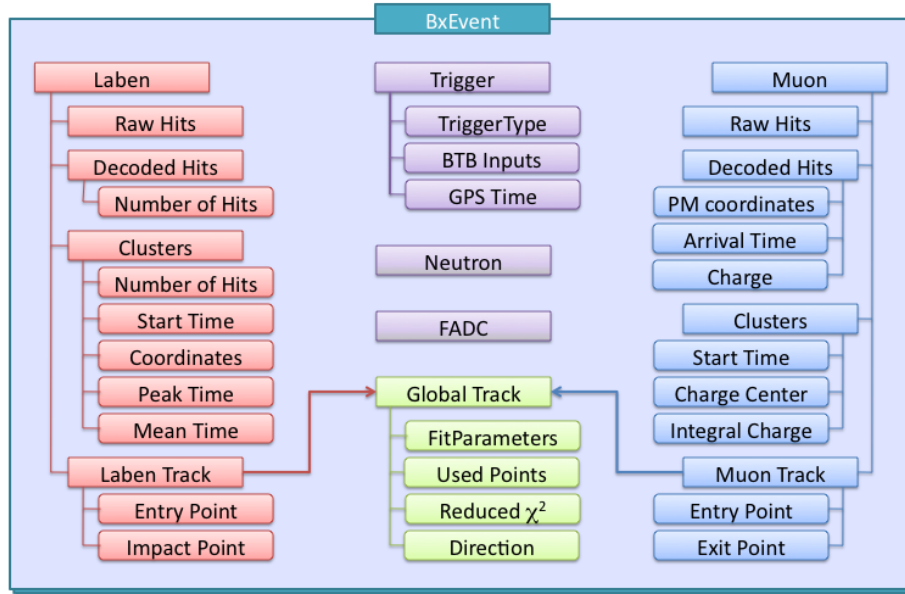 BxEvent
Laben
Raw Hits
Decoded Hits
Number of Hits
Clusters
Number of Hits
Start Time
Coordinates
Peak Time
Mean Time
Laben Track
Entry Point
Impact Point
Trigger
TriggerType
BTB Inputs
GPS Time
Neutron
FADC
Global Track
FitParameters
Used Points
Reduced χ²
Direction
Muon
Raw Hits
Decoded Hits
PM coordinates
Arrival Time
Charge
Clusters
Start Time
Charge Center
Integral Charge
Muon Track
Entry Point
Exit Point